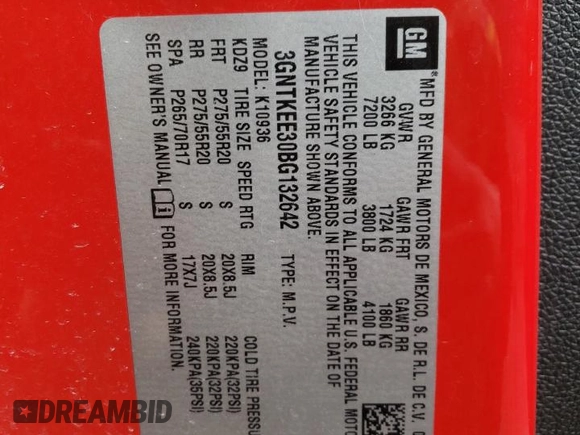 GM ®
MFD BY GENERAL MOTORS DE MEXICO, S. DE R.L. DE C.V.
GVWR GAWR FRT GAWR RR
3266 KG 1724 KG 1860 KG
7200 LB 3800 LB 4100 LB
THIS VEHICLE CONFORMS TO ALL APPLICABLE U.S. FEDERAL
VEHICLE SAFETY STANDARDS IN EFFECT ON THE DATE OF
MANUFACTURE SHOWN ABOVE.
3GNTKEE30BG132642 TYPE: M.P.V.
MODEL: K10936
KDZ9 TIRE SIZE SPEED RTG RIM COLD TIRE
FRT P275/55R20 S 20X8.5J 220KPA(32PSI)
RR P275/55R20 S 20X8.5J 220KPA(32PSI)
SPA P265/70R17 S 17X7J 240KPA(35PSI)
SEE OWNER'S MANUAL i FOR MORE INFORMATION.
DREAMBID